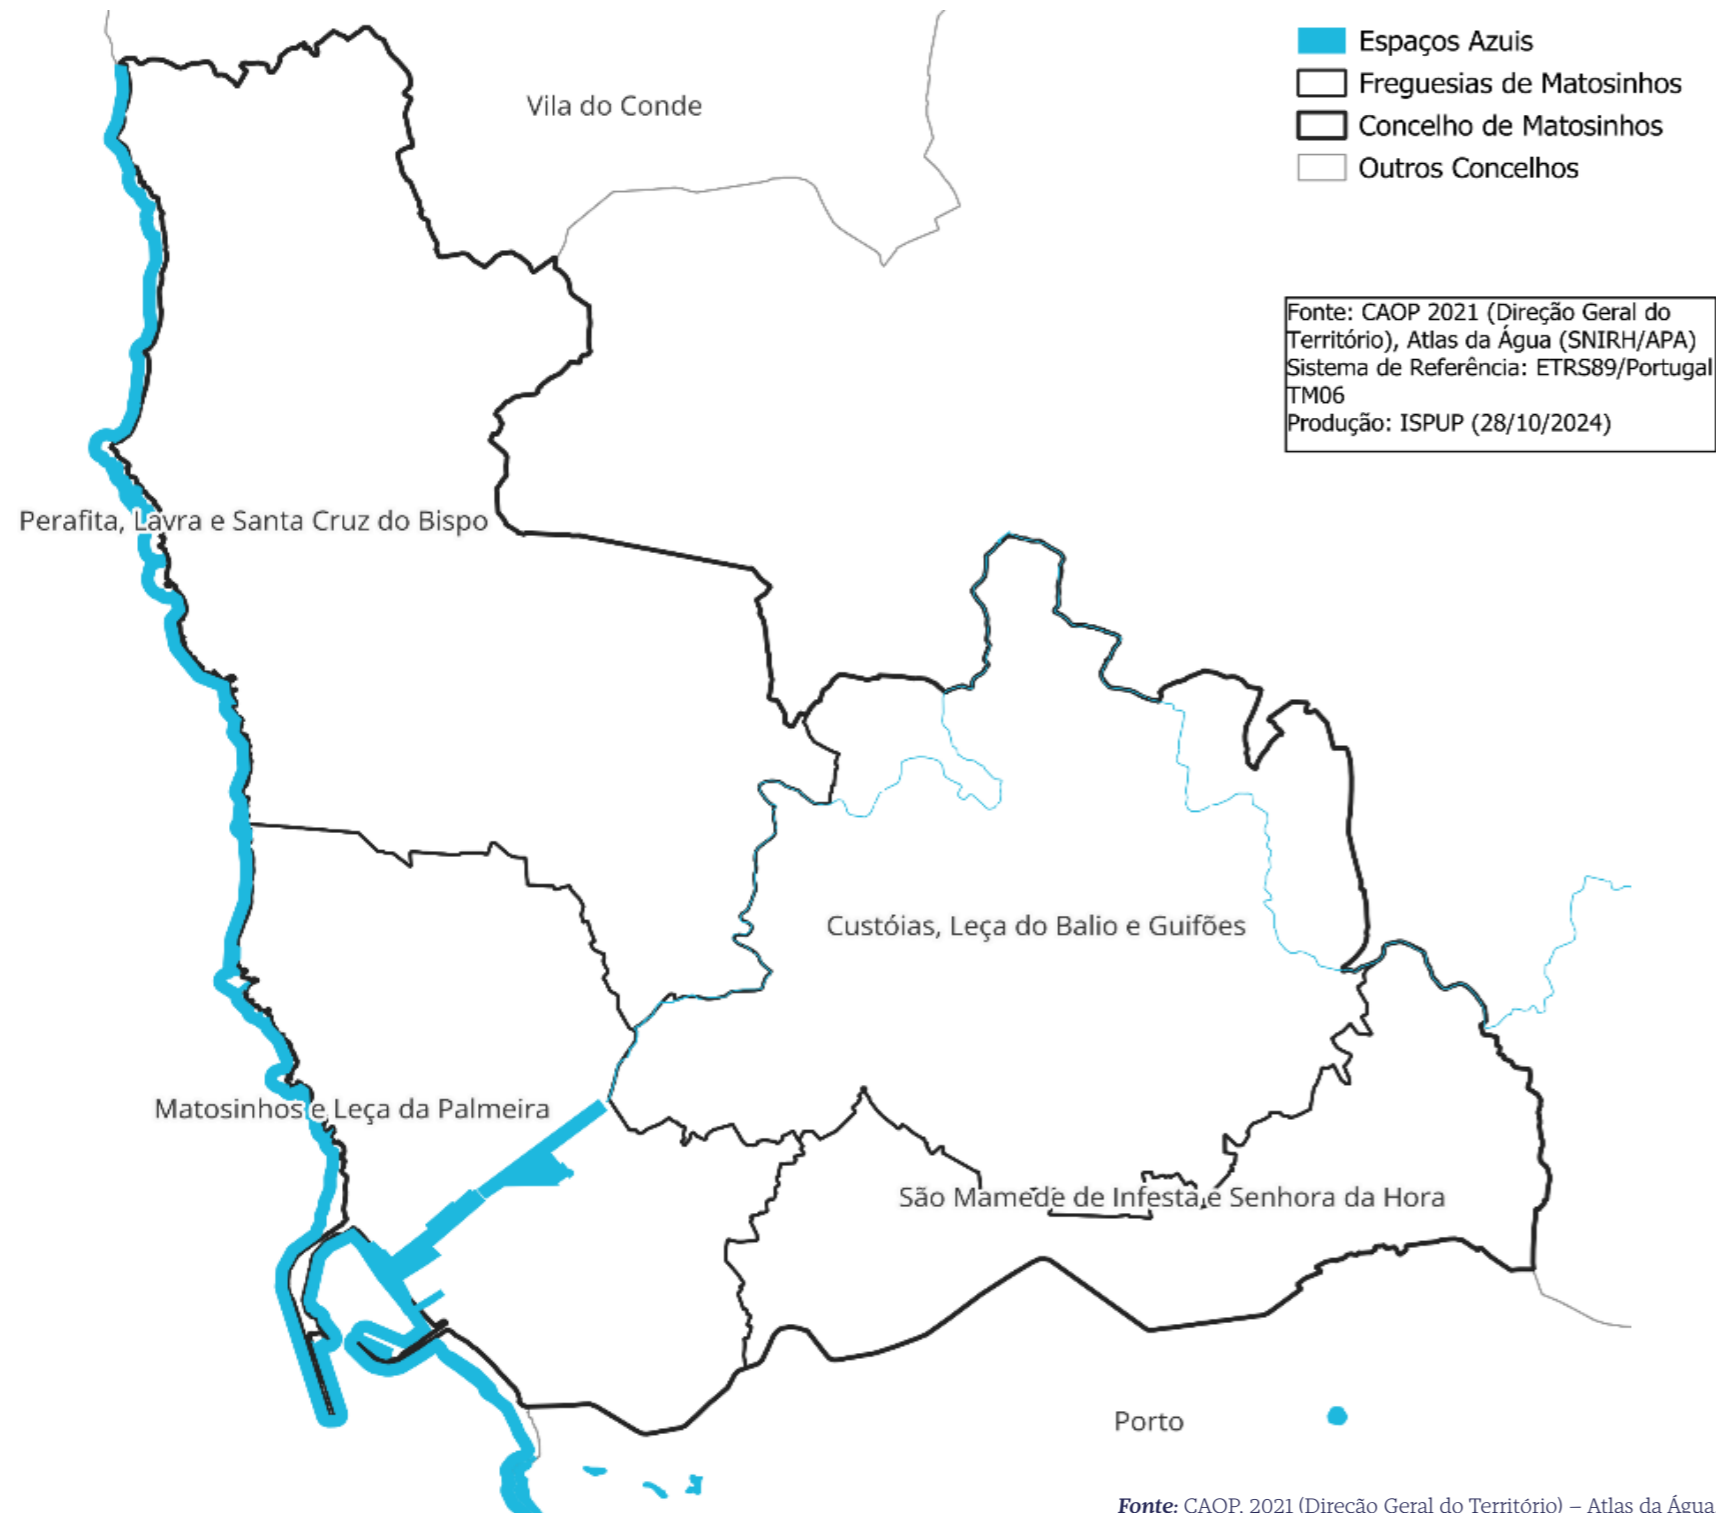 Espaços Azuis
Freguesias de Matosinhos
Concelho de Matosinhos
Outros Concelhos
Vila do Conde
Fonte: CAOP 2021 (Direção Geral do
Território), Atlas da Água (SNIRH/APA)
Sistema de Referência: ETRS89/Portugal
TM06
Produção: ISPUP (28/10/2024)
Perafita, Lavra e Santa Cruz do Bispo
Custóias, Leça do Balio e Guifões
Matosinhos e Leça da Palmeira
São Mamede de Infesta e Senhora da Hora
Porto
Fonte: CAOP, 2021 (Direção Geral do Território) – Atlas da Água